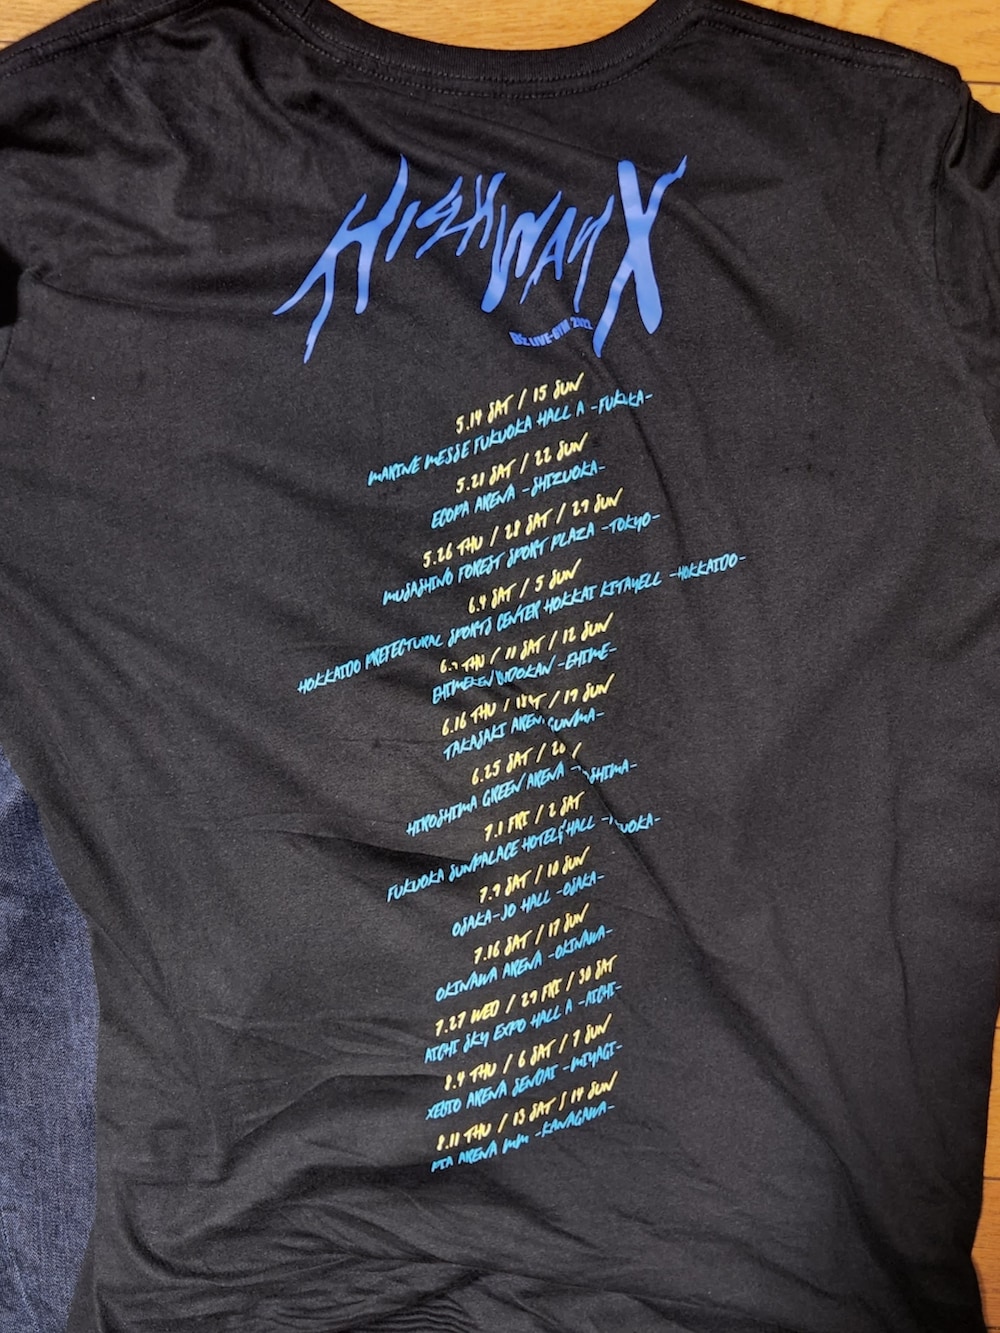 HIGHWAY X
B'z LIVE-GYM 2022
5.14 SAT / 15 SUN
MARINE MESSE FUKUOKA HALL A -FUKUKA-
5.21 SAT / 22 SUN
ECOPA ARENA -SHIZUOKA-
5.26 THU / 28 SAT / 29 SUN
MUSASHINO FOREST SPORT PLAZA -TOKYO-
6.4 SAT / 5 SUN
HOKKAIDO PREFECTURAL SPORTS CENTER HOKKAI KITAYELL -HOKKAIDO-
THU / 11 SAT / 12 SUN
EHIMEKEN BUDOKAN -EHIME-
6.16 THU / 18 / 19 SUN
TAKASAKI
6.25 SAT /
HIROSHIMA GREEN ARENA
7.1 FRI / 2 SAT
FUKUOKA SUNPALACE HOTEL& HALL
7.9 SAT / 10 SUN
OSAKA-JO HALL -OSAKA-
7.16 SAT / 17 SUN
OKINAWA ARENA -OKINAWA-
7.27 WED / 29 FRI / 30 SAT
AICHI SKY EXPO HALL A -AICHI-
8.4 THU / 6 SAT / 7 SUN
XEBIO ARENA SENDAI -MIYAGI-
8.11 THU / 13 SAT / 14 SUN
PIA ARENA MM -KANAGAWA-